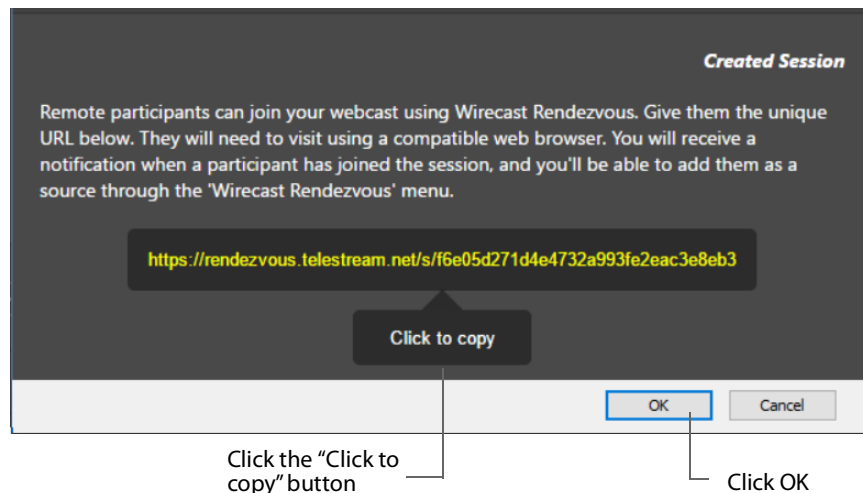 Created Session
Remote participants can join your webcast using Wirecast Rendezvous. Give them the unique
URL below. They will need to visit using a compatible web browser. You will receive a
notification when a participant has joined the session, and you'll be able to add them as a
source through the 'Wirecast Rendezvous' menu.
https://rendezvous.telestream.net/s/f6e05d271d4e4732a993fe2eac3e8eb3
Click to copy
OK
Cancel
Click the “Click to
copy” button
Click OK